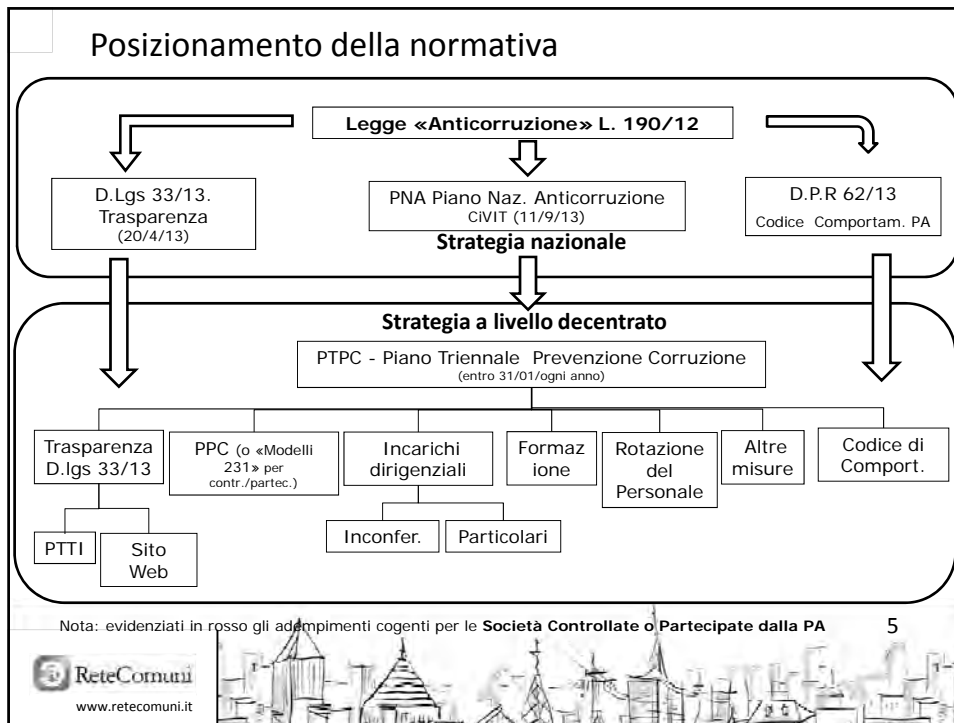 Posizionamento della normativa
Legge «Anticorruzione» L. 190/12
D.Lgs 33/13.
Trasparenza
(20/4/13)
PNA Piano Naz. Anticorruzione
CiVIT (11/9/13)
Strategia nazionale
D.P.R 62/13
Codice Comportam. PA
Strategia a livello decentrato
PTPC - Piano Triennale Prevenzione Corruzione
(entro 31/01/ogni anno)
Trasparenza
D.lgs 33/13
PPC (o «Modelli
231» per
contr./partec.)
Incarichi
dirigenziali
Formaz
ione
Rotazione
del
Personale
Altre
misure
Codice di
Comport.
PTTI
Sito
Web
Inconfer.
Particolari
Nota: evidenziati in rosso gli adempimenti cogenti per le Società Controllate o Partecipate dalla PA
5
ReteComuni
www.retecomuni.it